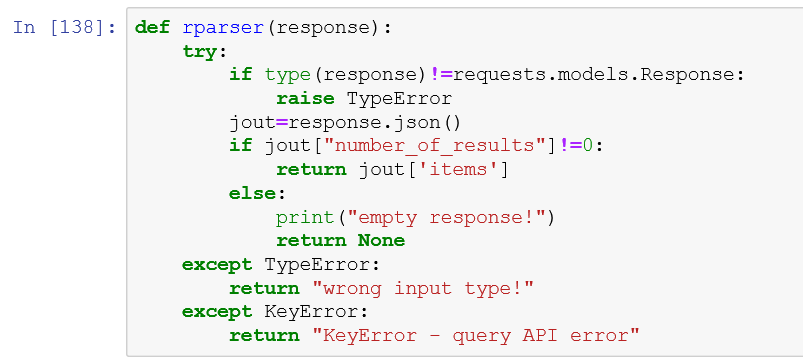 In [138]: def rparser(response):
    try:
        if type(response)!=requests.models.Response:
            raise TypeError
        jout=response.json()
        if jout["number_of_results"]!=0:
            return jout['items']
        else:
            print("empty response!")
            return None
    except TypeError:
        return "wrong input type!"
    except KeyError:
        return "KeyError - query API error"